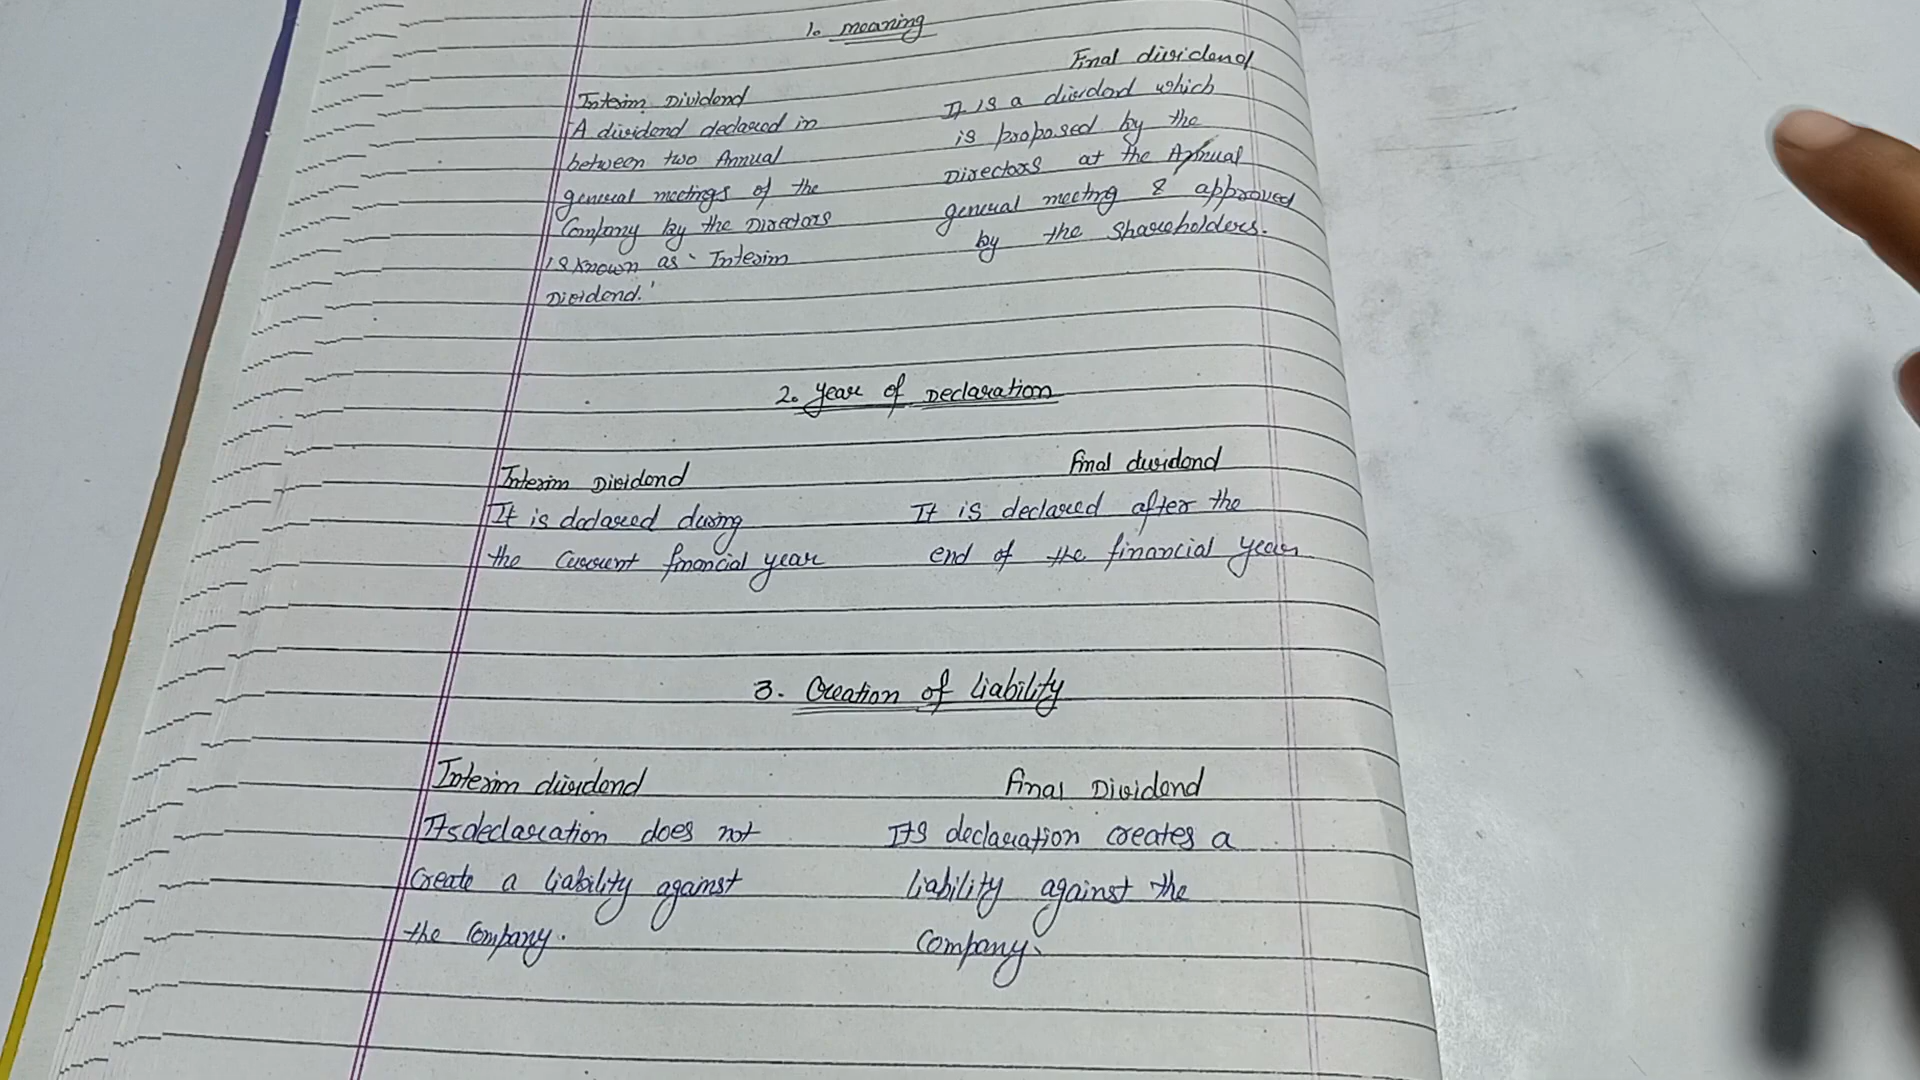 1. meaning
Interim Dividend
A dividend declared in
between two Annual
general meetings of the
Company by the Directors
is known as 'Interim
Dividend.'
Final dividend
It is a dividend which
is proposed by the
Directors at the Annual
general meeting & approved
by the shareholders.
2. year of Declaration
Interim Dividend
It is declared during
the current financial year
final dividend
It is declared after the
end of the financial year
3. Creation of liability
Interim dividend
Its declaration does not
create a liability against
the Company.
final Dividend
Its declaration creates a
liability against the
Company.